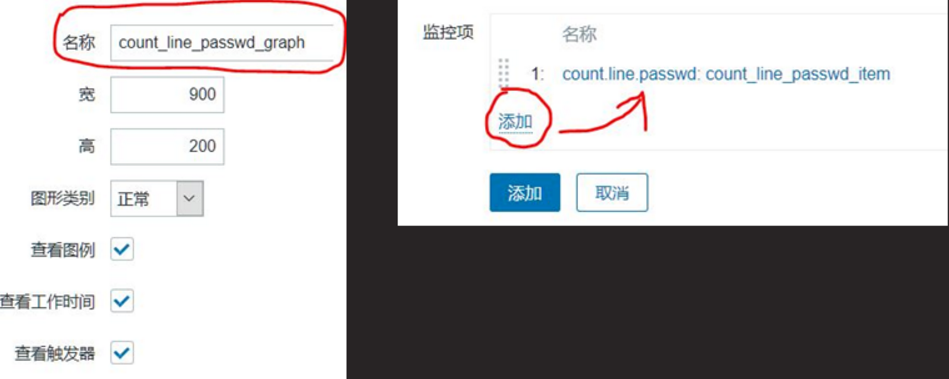 名称 count_line_passwd_graph
宽 900
高 200
图形类别 正常
查看图例
查看工作时间
查看触发器
监控项 名称
1: count.line.passwd: count_line_passwd_item
添加
添加 取消